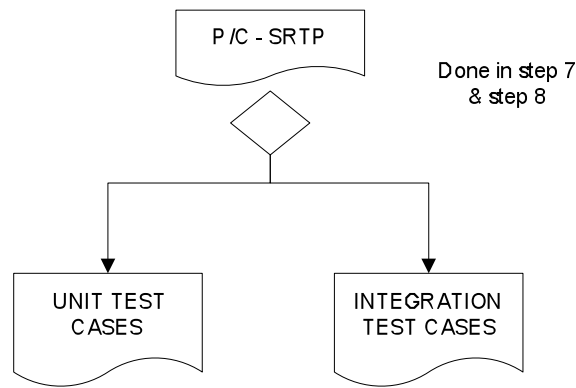 P/C - SRTP
Done in step 7
& step 8
UNIT TEST
CASES
INTEGRATION
TEST CASES